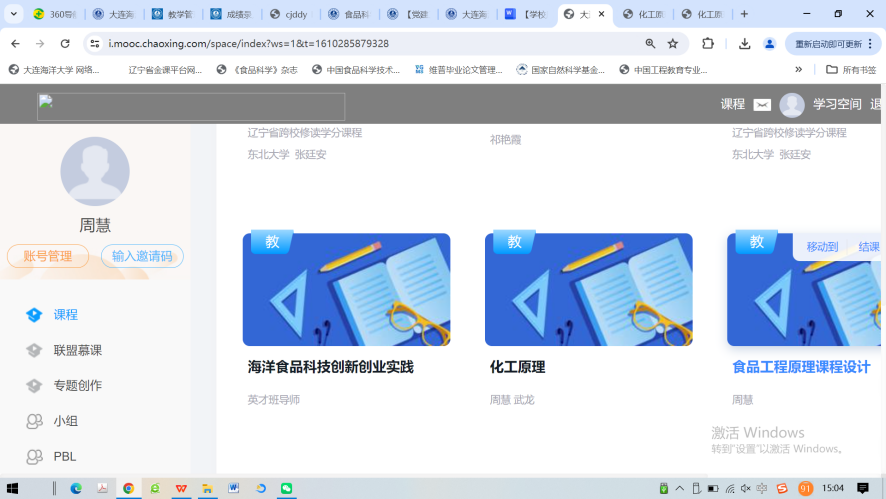 360导
大连海
教学管
成绩录
cjddy
食品科
【党建
大连海
【学校
大
化工原
化工原
i.mooc.chaoxing.com/space/index?ws=1&t=1610285879328
重新启动即可更新
大连海洋大学 网络...
辽宁省金课平台网...
《食品科学》杂志
中国食品科学技术...
维普毕业论文管理...
国家自然科学基金...
中国工程教育专业...
»
所有书签
课程
学习空间
退
周慧
账号管理
输入邀请码
课程
联盟慕课
专题创作
小组
PBL
辽宁省跨校修读学分课程
东北大学 张廷安
祁艳霞
辽宁省跨校修读学分课程
东北大学 张廷安
教
海洋食品科技创新创业实践
英才班导师
教
化工原理
周慧 武龙
教
移动到
结课
食品工程原理课程设计
周慧
激活 Windows
转到"设置"以激活 Windows。
91
15:04